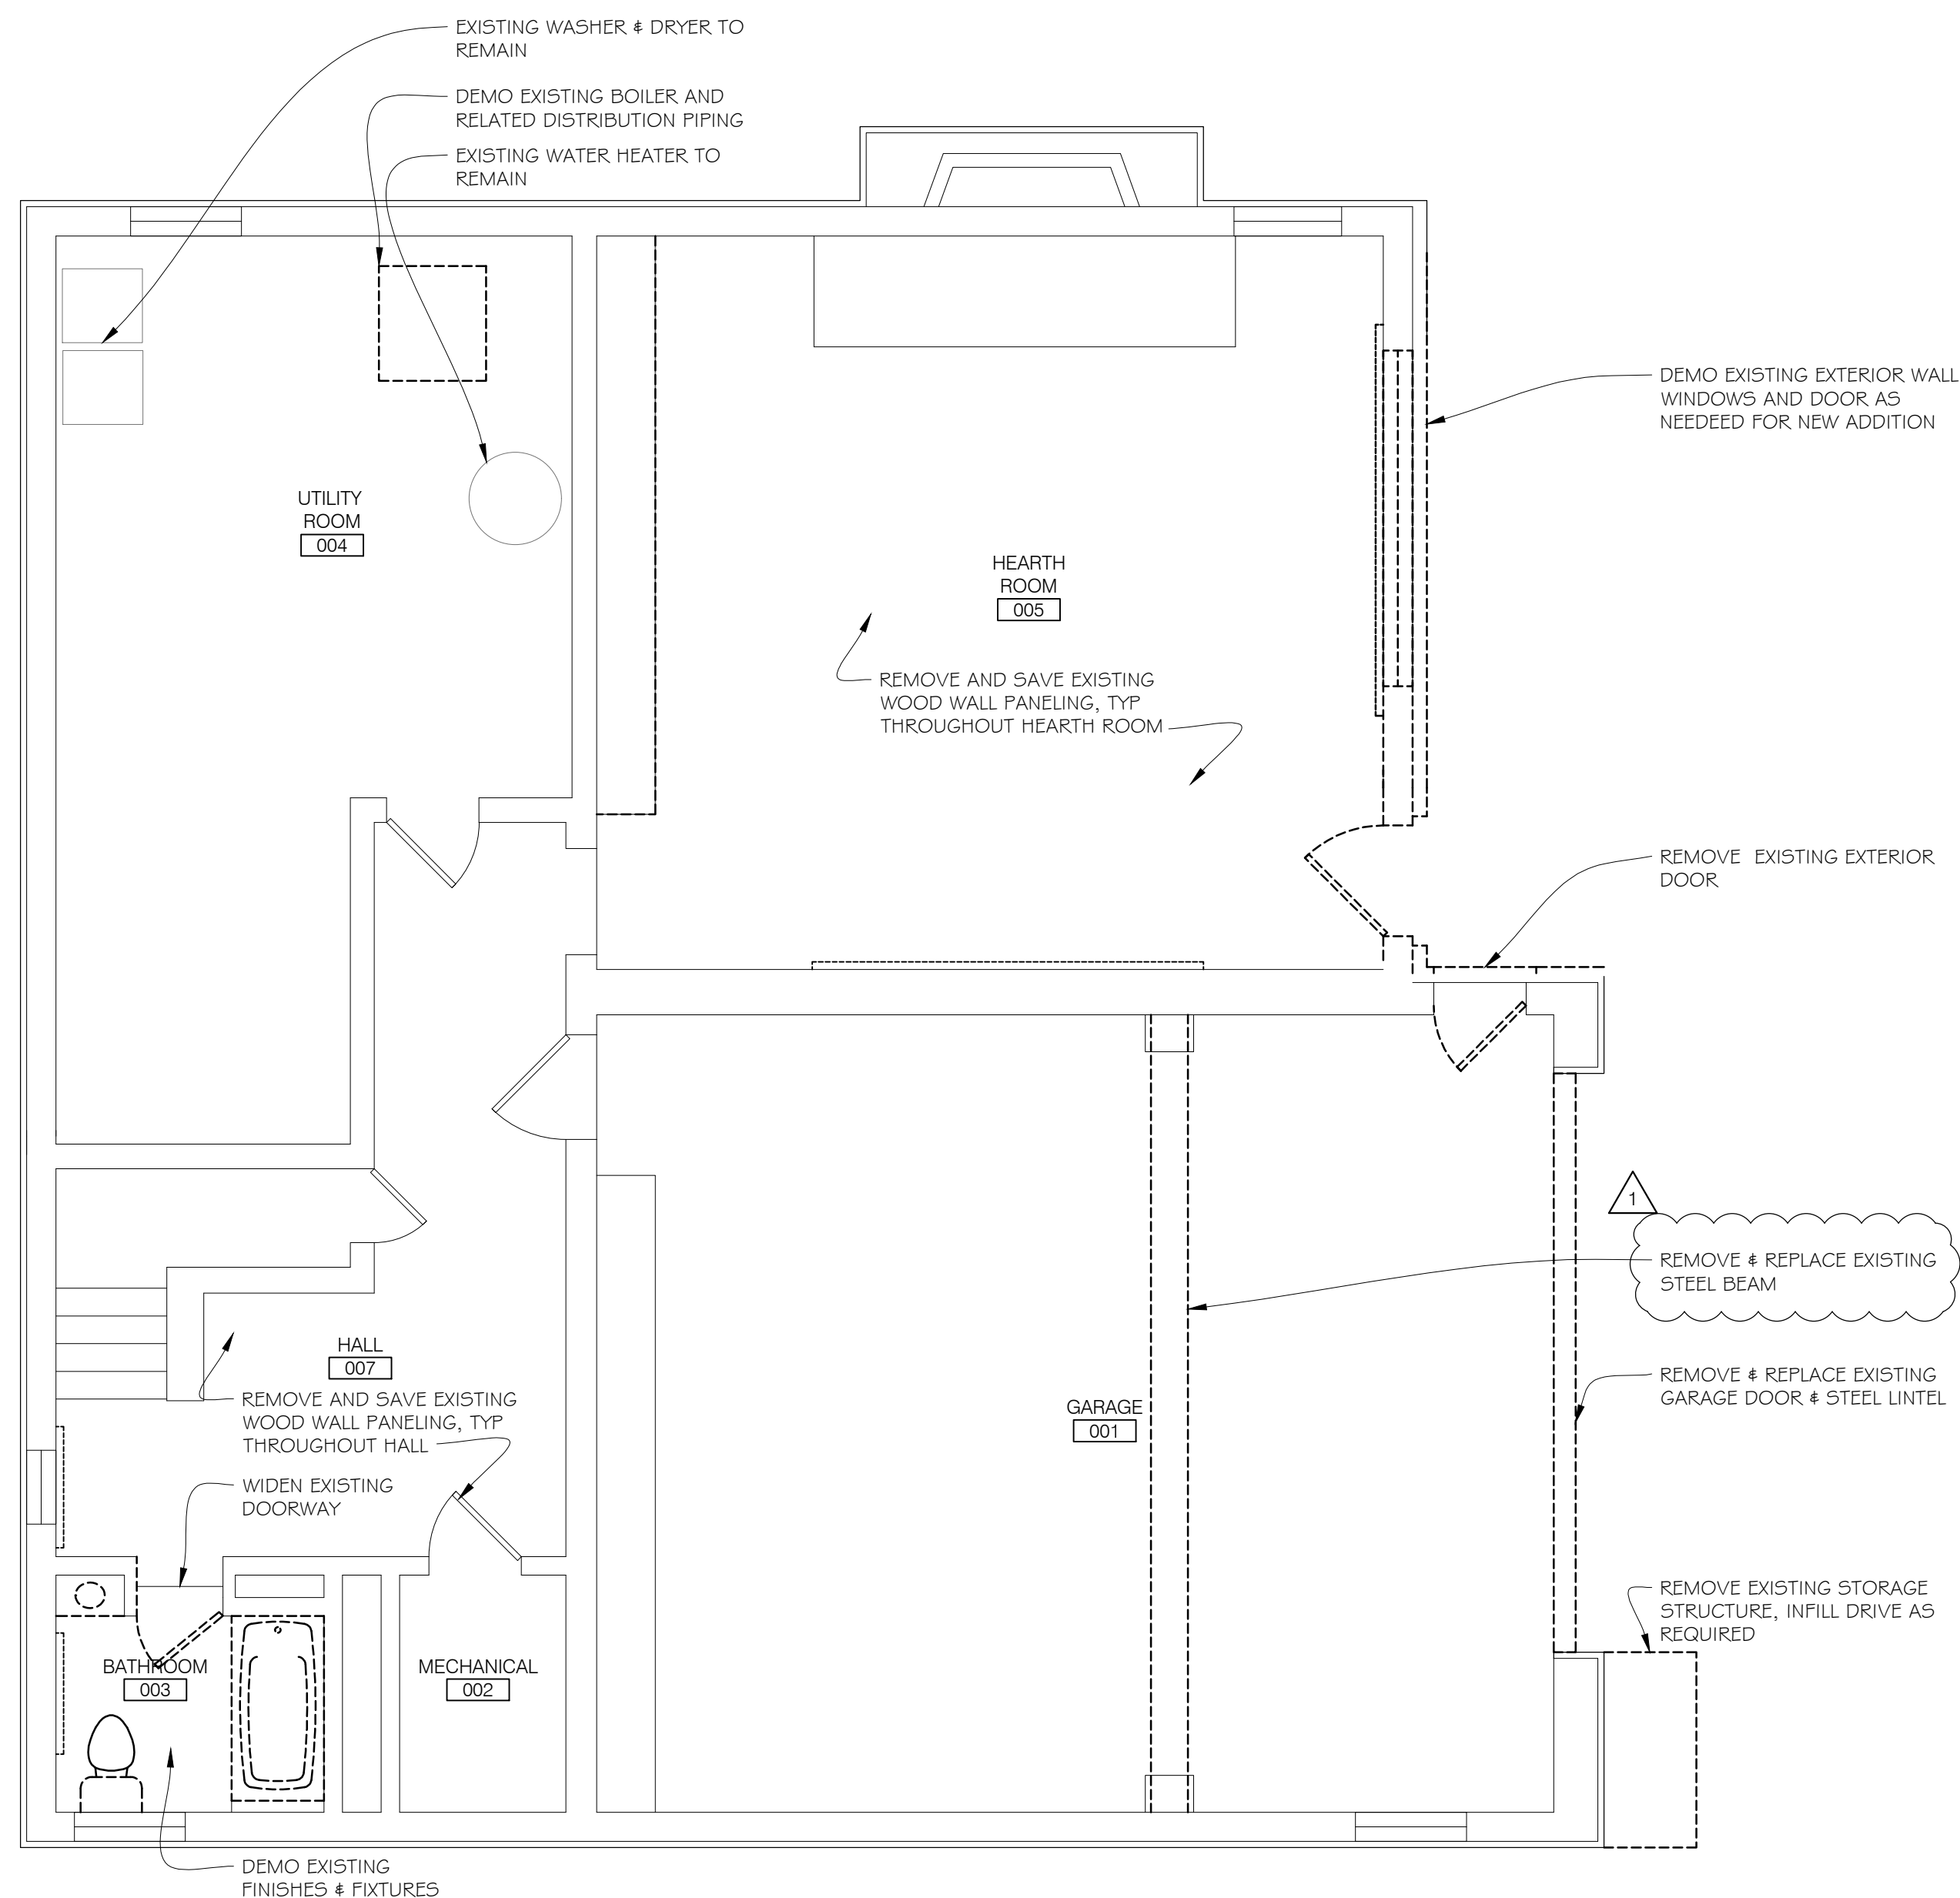 EXISTING WASHER & DRYER TO
REMAIN
DEMO EXISTING BOILER AND
RELATED DISTRIBUTION PIPING
EXISTING WATER HEATER TO
REMAIN
DEMO EXISTING EXTERIOR WALL
WINDOWS AND DOOR AS
NEEDEED FOR NEW ADDITION
UTILITY
ROOM
004
HEARTH
ROOM
005
REMOVE AND SAVE EXISTING
WOOD WALL PANELING, TYP
THROUGHOUT HEARTH ROOM
REMOVE EXISTING EXTERIOR
DOOR
1
REMOVE & REPLACE EXISTING
STEEL BEAM
HALL
007
REMOVE AND SAVE EXISTING
WOOD WALL PANELING, TYP
THROUGHOUT HALL
REMOVE & REPLACE EXISTING
GARAGE DOOR & STEEL LINTEL
GARAGE
001
WIDEN EXISTING
DOORWAY
REMOVE EXISTING STORAGE
STRUCTURE, INFILL DRIVE AS
REQUIRED
BATHROOM
003
MECHANICAL
002
DEMO EXISTING
FINISHES & FIXTURES